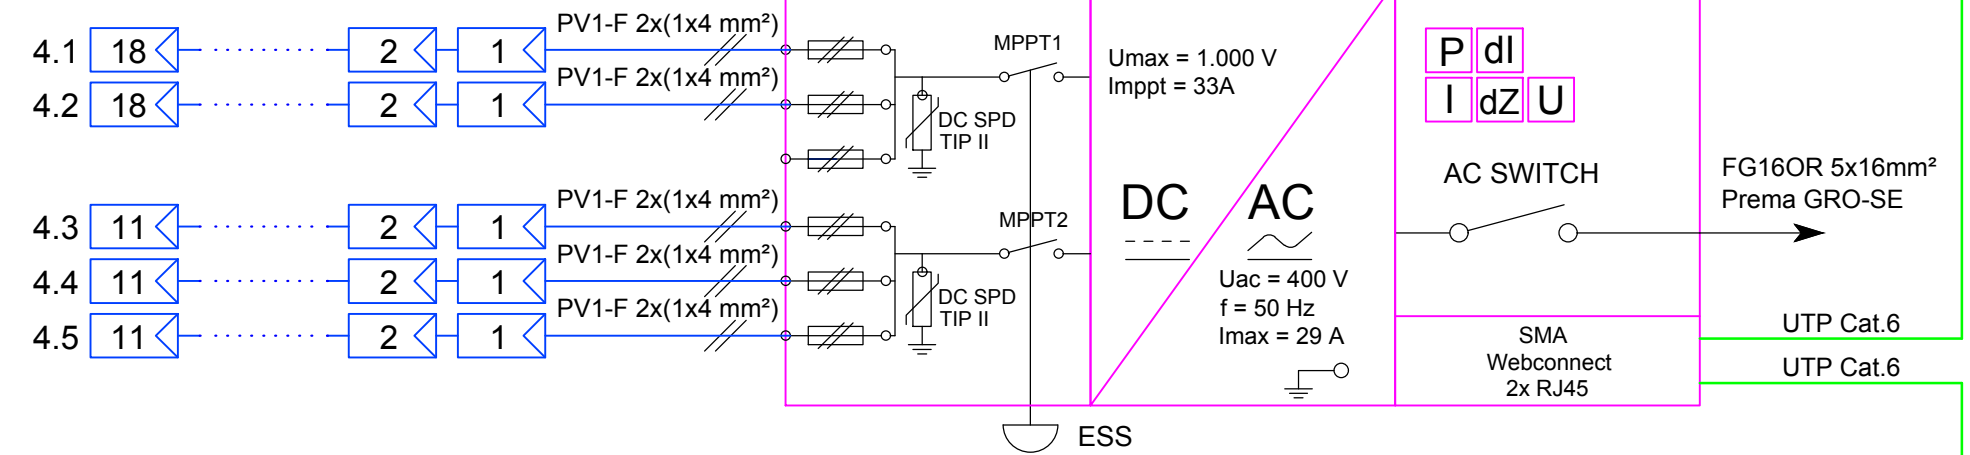 4.1 18 2 1 PV1-F 2x(1x4 mm²)
4.2 18 2 1 PV1-F 2x(1x4 mm²)
4.3 11 2 1 PV1-F 2x(1x4 mm²)
4.4 11 2 1 PV1-F 2x(1x4 mm²)
4.5 11 2 1 PV1-F 2x(1x4 mm²)
MPPT1
DC SPD
TIP II
MPPT2
DC SPD
TIP II
ESS
Umax = 1.000 V
Imppt = 33A
DC
AC
Uac = 400 V
f = 50 Hz
Imax = 29 A
P dI
I dZ U
AC SWITCH
SMA
Webconnect
2x RJ45
FG16OR 5x16mm²
Prema GRO-SE
UTP Cat.6
UTP Cat.6